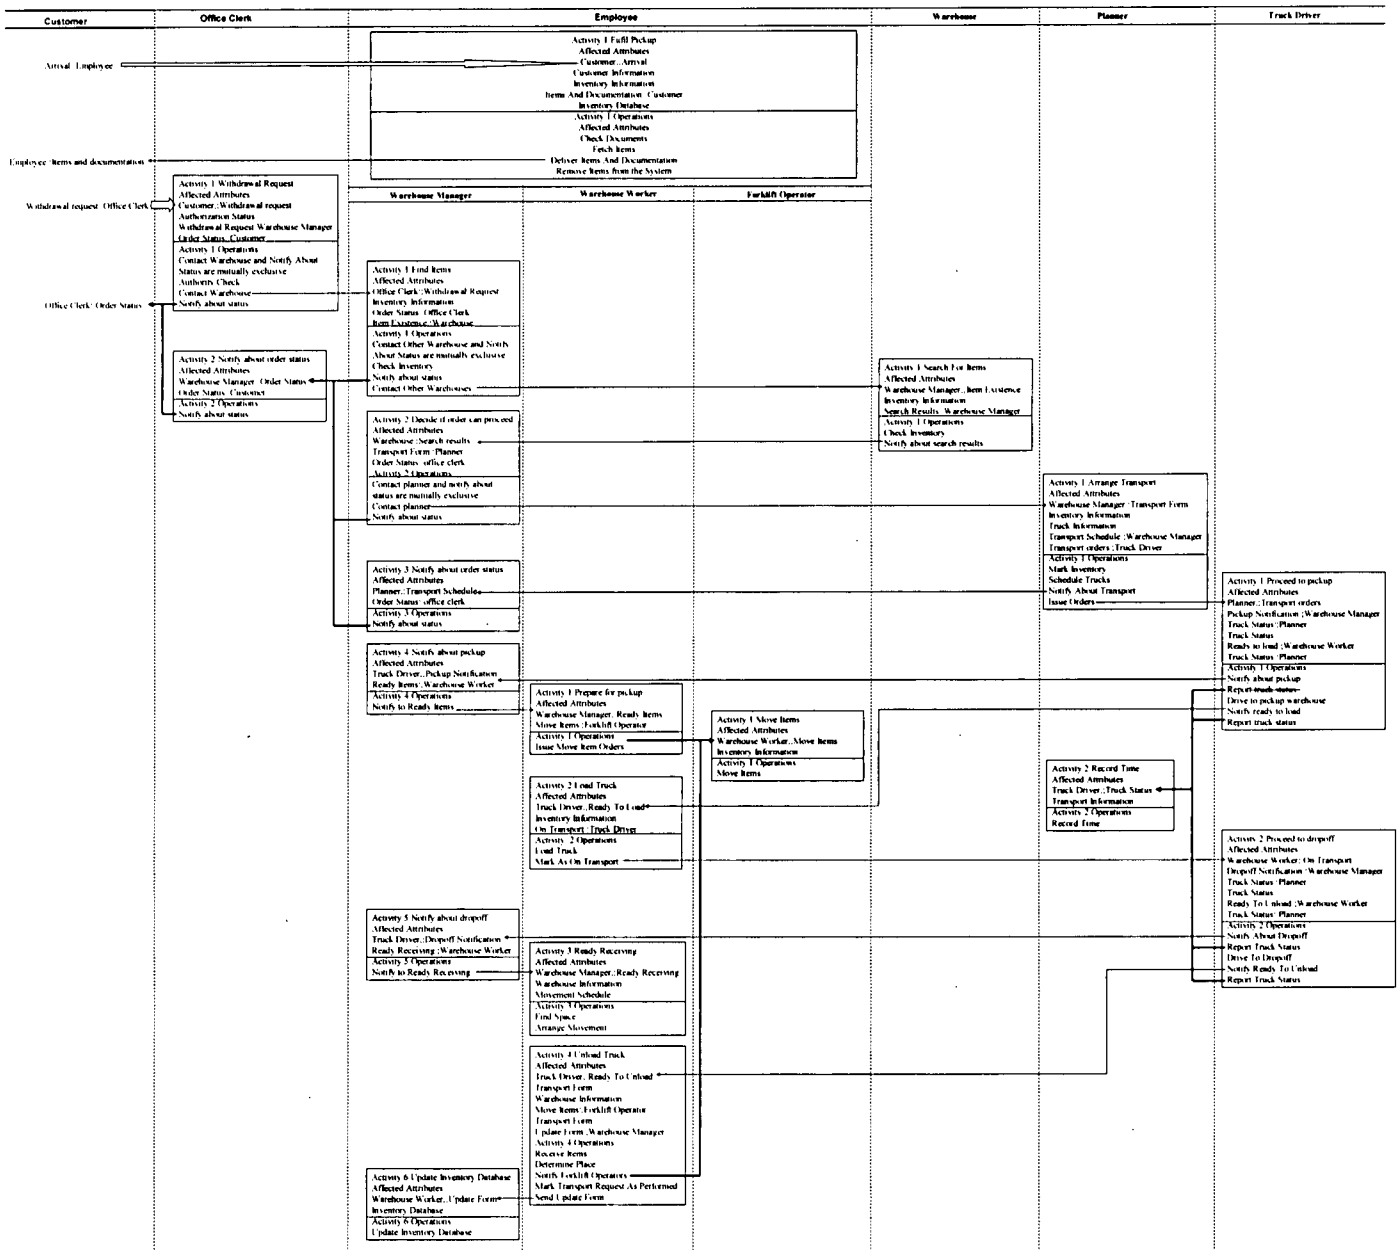 Customer
Office Clerk
Employee
Warehouse
Planner
Truck Driver
Activity 1 Fulfil Pickup
Affected Attributes
Customer::Arrival
Customer Information
Inventory Information
Items And Documentation: Customer
Inventory Database
Activity 1 Operations
Affected Attributes
Check Documents
Fetch Items
Deliver Items And Documentation
Remove Items from the System
Arrival: Employee
Employee: Items and documentation
Withdrawal request: Office Clerk
Office Clerk: Order Status
Activity 1 Withdrawal Request
Affected Attributes
Customer::Withdrawal request
Authorization Status
Withdrawal Request Warehouse Manager
Order Status: Customer
Activity 1 Operations
Contact Warehouse and Notify About
Status are mutually exclusive
Authority Check
Contact Warehouse
Notify about status
Activity 2 Notify about order status
Affected Attributes
Warehouse Manager: Order Status
Order Status: Customer
Activity 2 Operations
Notify about status
Warehouse Manager
Warehouse Worker
Forklift Operator
Activity 1 Find Items
Affected Attributes
Office Clerk::Withdrawal Request
Inventory Information
Order Status: Office Clerk
Item Existence::Warehouse
Activity 1 Operations
Contact Other Warehouse and Notify
About Status are mutually exclusive
Check Inventory
Notify about status
Contact Other Warehouses
Activity 2 Decide if order can proceed
Affected Attributes
Warehouse ::Search results
Transport Form ::Planner
Order Status: office clerk
Activity 2 Operations
Contact planner and notify about
status are mutually exclusive
Contact planner
Notify about status
Activity 3 Notify about order status
Affected Attributes
Planner::Transport Schedule
Order Status: office clerk
Activity 3 Operations
Notify about status
Activity 4 Notify about pickup
Affected Attributes
Truck Driver::Pickup Notification
Ready Items::Warehouse Worker
Activity 4 Operations
Notify to Ready Items
Activity 5 Notify about dropoff
Affected Attributes
Truck Driver::Dropoff Notification
Ready Receiving ::Warehouse Worker
Activity 5 Operations
Notify to Ready Receiving
Activity 6 Update Inventory Database
Affected Attributes
Warehouse Worker::Update Form
Inventory Database
Activity 6 Operations
Update Inventory Database
Activity 1 Prepare for pickup
Affected Attributes
Warehouse Manager::Ready Items
Move Items ::Forklift Operator
Activity 1 Operations
Issue Move Item Orders
Activity 2 Load Truck
Affected Attributes
Truck Driver::Ready To Load
Inventory Information
On Transport ::Truck Driver
Activity 2 Operations
Load Truck
Mark As On Transport
Activity 3 Ready Receiving
Affected Attributes
Warehouse Manager::Ready Receiving
Warehouse Information
Movement Schedule
Activity 3 Operations
Find Space
Arrange Movement
Activity 4 Unload Truck
Affected Attributes
Truck Driver::Ready To Unload
Transport Form
Warehouse Information
Move Items::Forklift Operator
Transport Form
Update Form ::Warehouse Manager
Activity 4 Operations
Receive Items
Determine Place
Notify Forklift Operators
Mark Transport Request As Performed
Send Update Form
Activity 1 Move Items
Affected Attributes
Warehouse Worker::Move Items
Inventory Information
Activity 1 Operations
Move Items
Activity 1 Search For Items
Affected Attributes
Warehouse Manager::Item Existence
Inventory Information
Search Results: Warehouse Manager
Activity 1 Operations
Check Inventory
Notify about search results
Activity 1 Arrange Transport
Affected Attributes
Warehouse Manager ::Transport Form
Inventory Information
Truck Information
Transport Schedule ::Warehouse Manager
Transport orders ::Truck Driver
Activity 1 Operations
Mark Inventory
Schedule Trucks
Notify About Transport
Issue Orders
Activity 2 Record Time
Affected Attributes
Truck Driver::Truck Status
Transport Information
Activity 2 Operations
Record Time
Activity 1 Proceed to pickup
Affected Attributes
Planner::Transport orders
Pickup Notification ::Warehouse Manager
Truck Status ::Planner
Truck Status
Ready to load ::Warehouse Worker
Truck Status ::Planner
Activity 1 Operations
Notify about pickup
Report truck status
Drive to pickup warehouse
Notify ready to load
Report truck status
Activity 2 Proceed to dropoff
Affected Attributes
Warehouse Worker: On Transport
Dropoff Notification ::Warehouse Manager
Truck Status ::Planner
Truck Status
Ready To Unload ::Warehouse Worker
Truck Status: Planner
Activity 2 Operations
Notify About Dropoff
Report Truck Status
Drive To Dropoff
Notify Ready To Unload
Report Truck Status